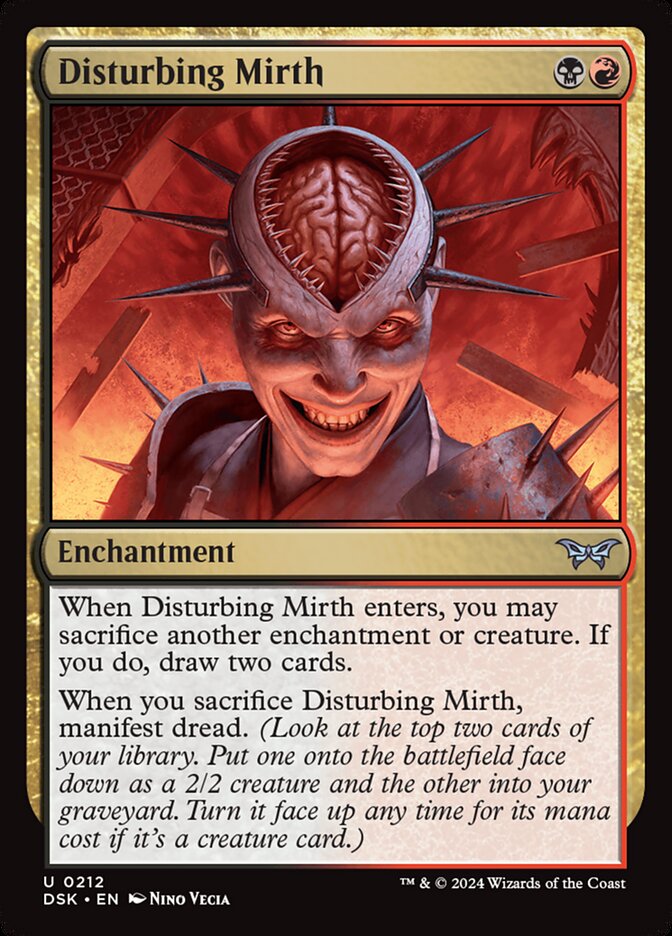 Disturbing Mirth
Enchantment
When Disturbing Mirth enters, you may
sacrifice another enchantment or creature. If
you do, draw two cards.
When you sacrifice Disturbing Mirth,
manifest dread. (Look at the top two cards of
your library. Put one onto the battlefield face
down as a 2/2 creature and the other into your
graveyard. Turn it face up any time for its mana
cost if it's a creature card.)
U 0212
DSK • EN Nino Vecia
™ & © 2024 Wizards of the Coast